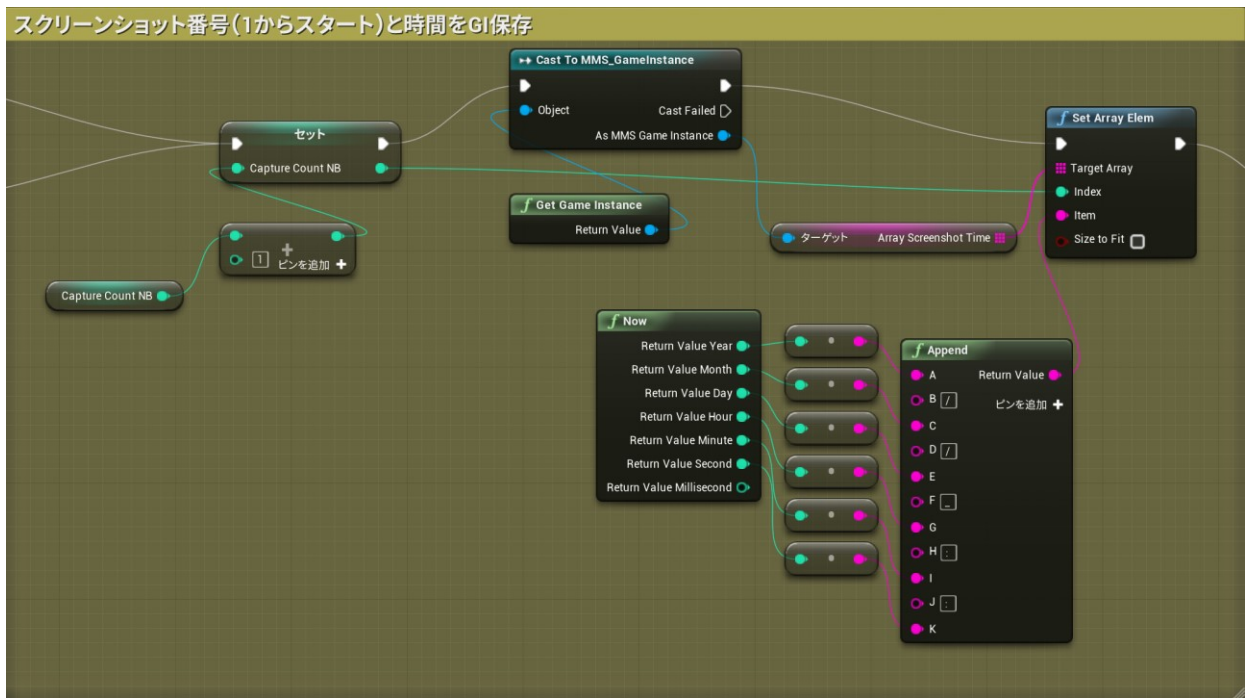 スクリーンショット番号(1からスタート)と時間をGI保存
Cast To MMS_GameInstance
Object
Cast Failed
As MMS Game Instance
セット
Capture Count NB
f Set Array Elem
Target Array
Index
Item
Size to Fit
f Get Game Instance
Return Value
ターゲット
Array Screenshot Time
1
ピンを追加
Capture Count NB
f Now
Return Value Year
Return Value Month
Return Value Day
Return Value Hour
Return Value Minute
Return Value Second
Return Value Millisecond
f Append
A
Return Value
B /
ピンを追加
C
D /
E
F _
G
H :
I
J :
K